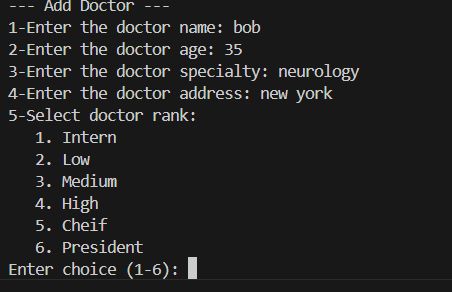 --- Add Doctor ---
1-Enter the doctor name: bob
2-Enter the doctor age: 35
3-Enter the doctor specialty: neurology
4-Enter the doctor address: new york
5-Select doctor rank:
1. Intern
2. Low
3. Medium
4. High
5. Cheif
6. President
Enter choice (1-6):